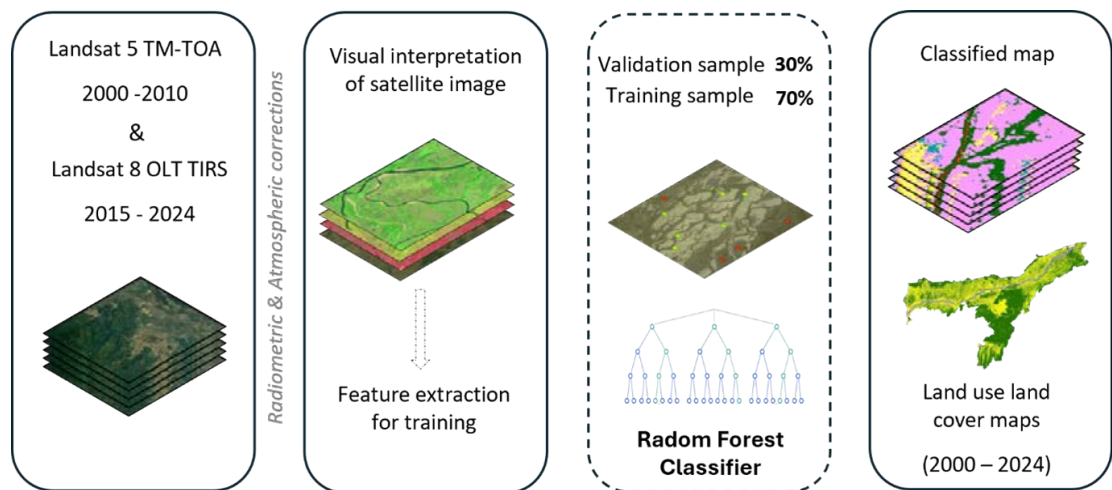 Landsat 5 TM-TOA
2000 -2010
&
Landsat 8 OLT TIRS
2015 - 2024
Radiometric & Atmospheric corrections
Visual interpretation
of satellite image
Feature extraction
for training
Validation sample 30%
Training sample 70%
Radom Forest
Classifier
Classified map
Land use land
cover maps
(2000 – 2024)